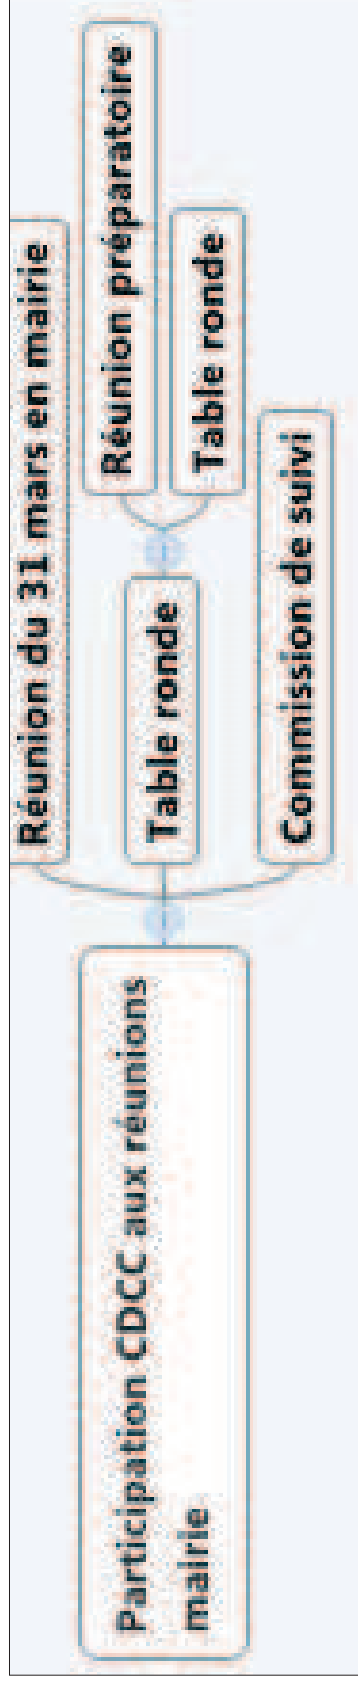 Participation CDCC aux réunions
mairie
Réunion du 31 mars en mairie
Table ronde
Réunion préparatoire
Table ronde
Commission de suivi